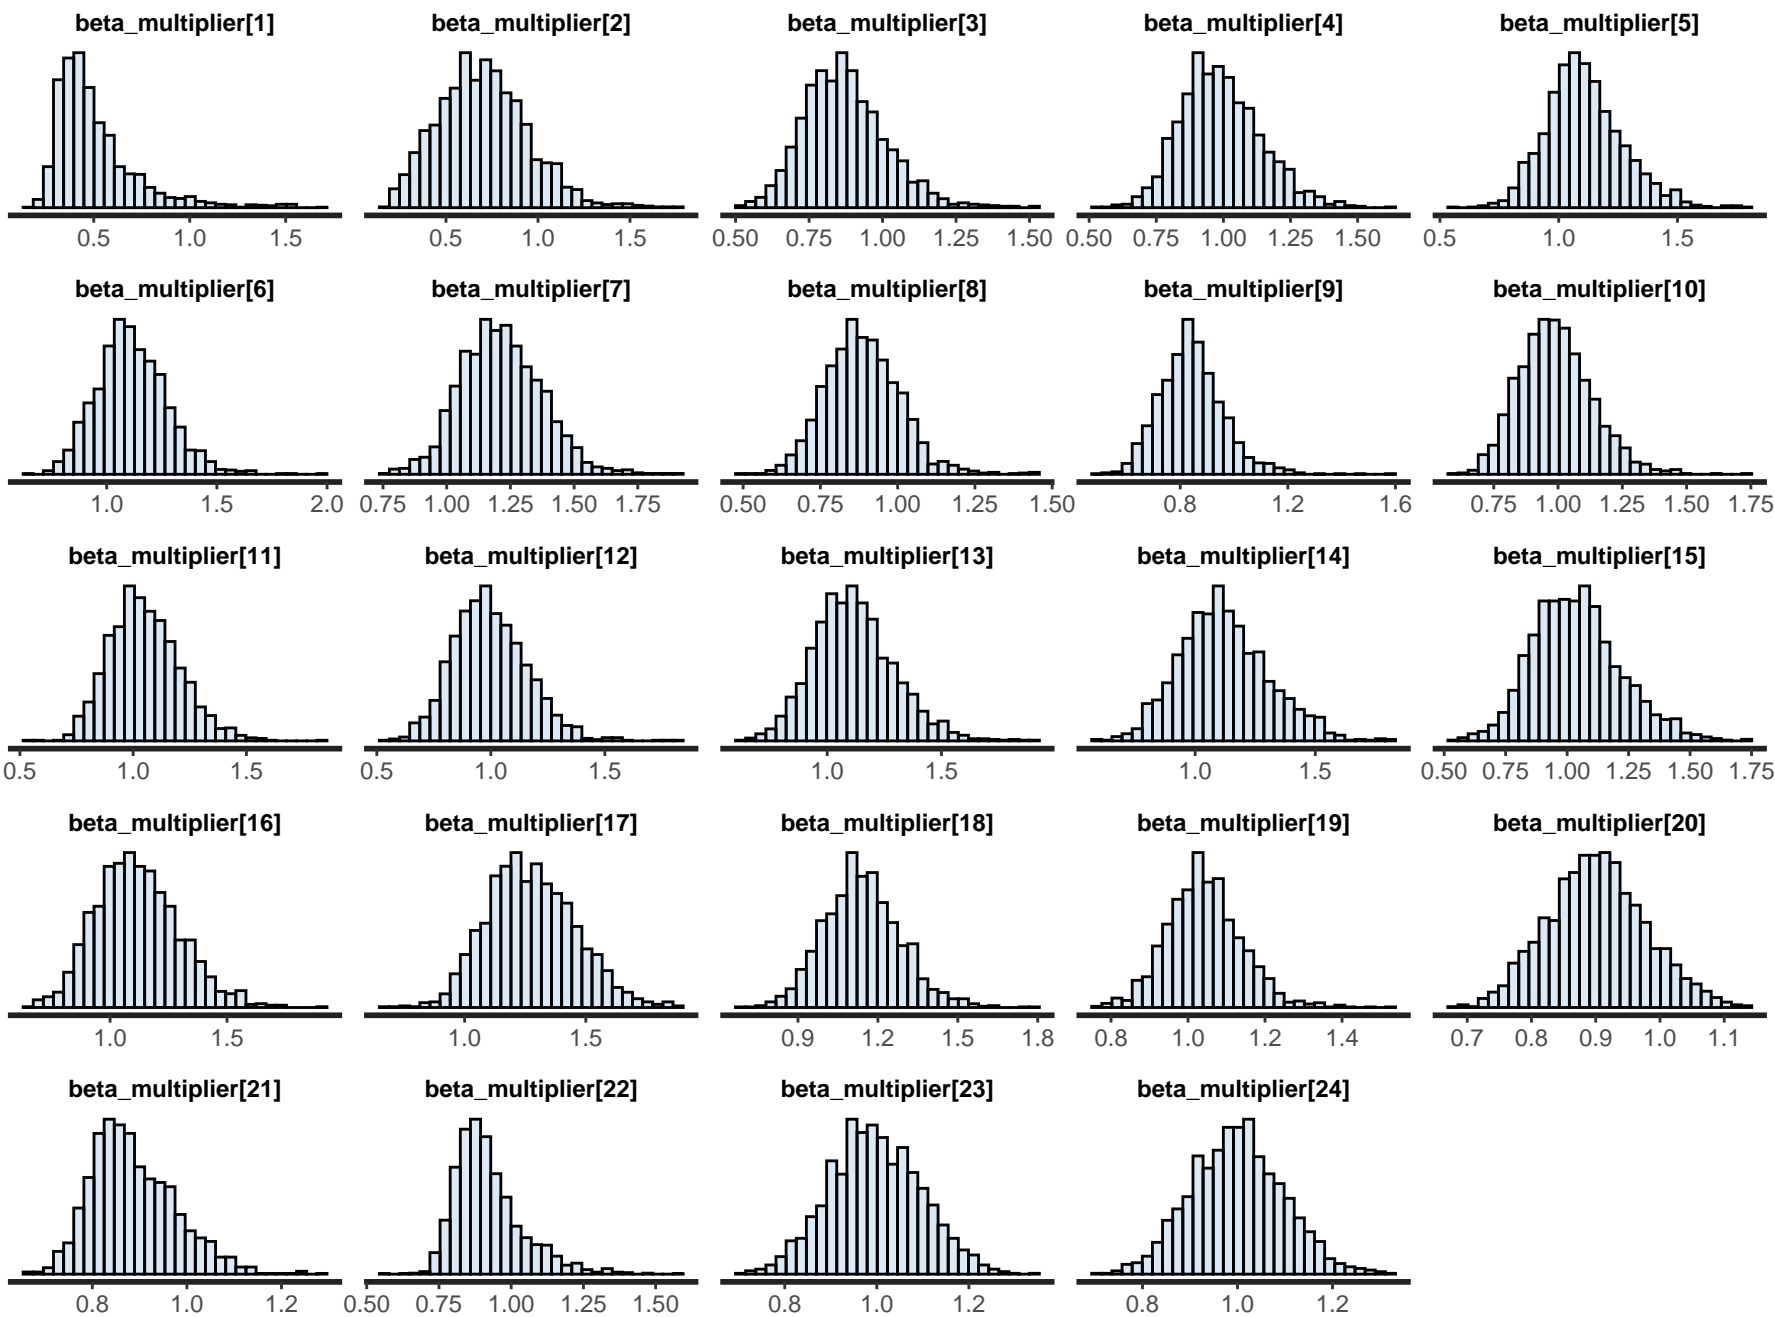 beta_multiplier[1] beta_multiplier[2] beta_multiplier[3] beta_multiplier[4] beta_multiplier[5]
0.5 1.0 1.5 0.5 1.0 1.5 0.50 0.75 1.00 1.25 1.50 0.50 0.75 1.00 1.25 1.50 0.5 1.0 1.5
beta_multiplier[6] beta_multiplier[7] beta_multiplier[8] beta_multiplier[9] beta_multiplier[10]
1.0 1.5 2.0 0.75 1.00 1.25 1.50 1.75 0.50 0.75 1.00 1.25 1.50 0.8 1.2 1.6 0.75 1.00 1.25 1.50 1.75
beta_multiplier[11] beta_multiplier[12] beta_multiplier[13] beta_multiplier[14] beta_multiplier[15]
0.5 1.0 1.5 0.5 1.0 1.5 1.0 1.5 1.0 1.5 0.50 0.75 1.00 1.25 1.50 1.75
beta_multiplier[16] beta_multiplier[17] beta_multiplier[18] beta_multiplier[19] beta_multiplier[20]
1.0 1.5 1.0 1.5 0.9 1.2 1.5 1.8 0.8 1.0 1.2 1.4 0.7 0.8 0.9 1.0 1.1
beta_multiplier[21] beta_multiplier[22] beta_multiplier[23] beta_multiplier[24]
0.8 1.0 1.2 0.50 0.75 1.00 1.25 1.50 0.8 1.0 1.2 0.8 1.0 1.2